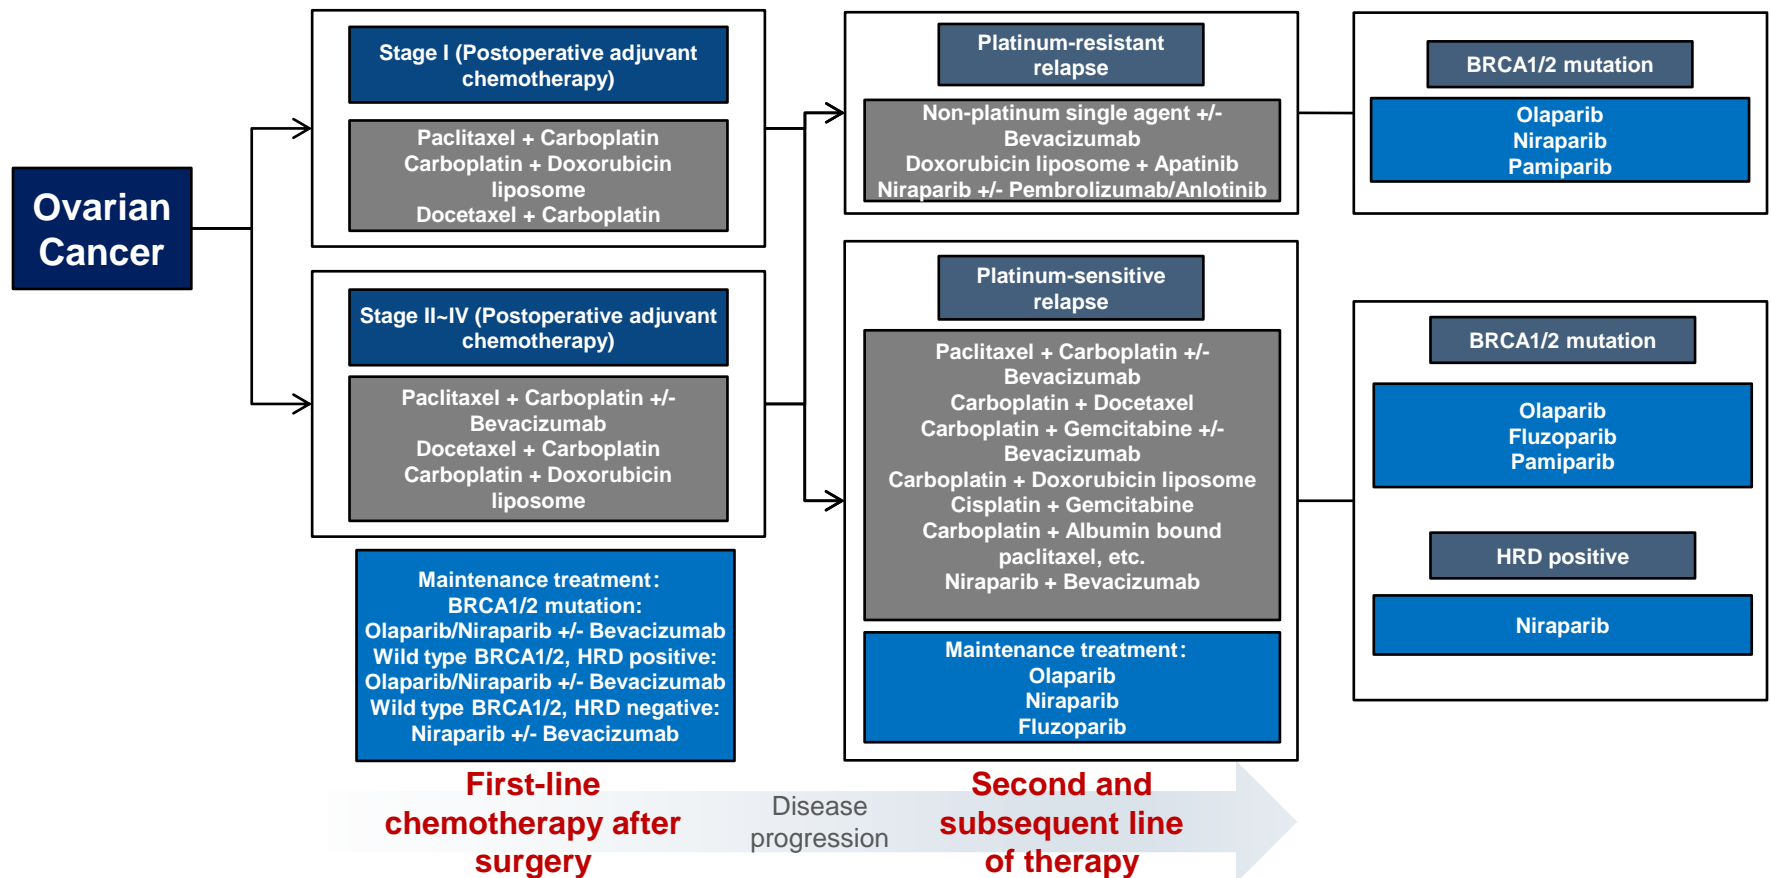 Ovarian
Cancer
Stage I (Postoperative adjuvant
chemotherapy)
Paclitaxel + Carboplatin
Carboplatin + Doxorubicin
liposome
Docetaxel + Carboplatin
Stage II~IV (Postoperative adjuvant
chemotherapy)
Paclitaxel + Carboplatin +/-
Bevacizumab
Docetaxel + Carboplatin
Carboplatin + Doxorubicin
liposome
Maintenance treatment：
BRCA1/2 mutation:
Olaparib/Niraparib +/- Bevacizumab
Wild type BRCA1/2, HRD positive:
Olaparib/Niraparib +/- Bevacizumab
Wild type BRCA1/2, HRD negative:
Niraparib +/- Bevacizumab
Platinum-resistant
relapse
Non-platinum single agent +/-
Bevacizumab
Doxorubicin liposome + Apatinib
Niraparib +/- Pembrolizumab/Anlotinib
Platinum-sensitive
relapse
Paclitaxel + Carboplatin +/-
Bevacizumab
Carboplatin + Docetaxel
Carboplatin + Gemcitabine +/-
Bevacizumab
Carboplatin + Doxorubicin liposome
Cisplatin + Gemcitabine
Carboplatin + Albumin bound
paclitaxel, etc.
Niraparib + Bevacizumab
Maintenance treatment：
Olaparib
Niraparib
Fluzoparib
BRCA1/2 mutation
Olaparib
Niraparib
Pamiparib
BRCA1/2 mutation
Olaparib
Fluzoparib
Pamiparib
HRD positive
Niraparib
First-line
chemotherapy after
surgery
Disease
progression
Second and
subsequent line
of therapy